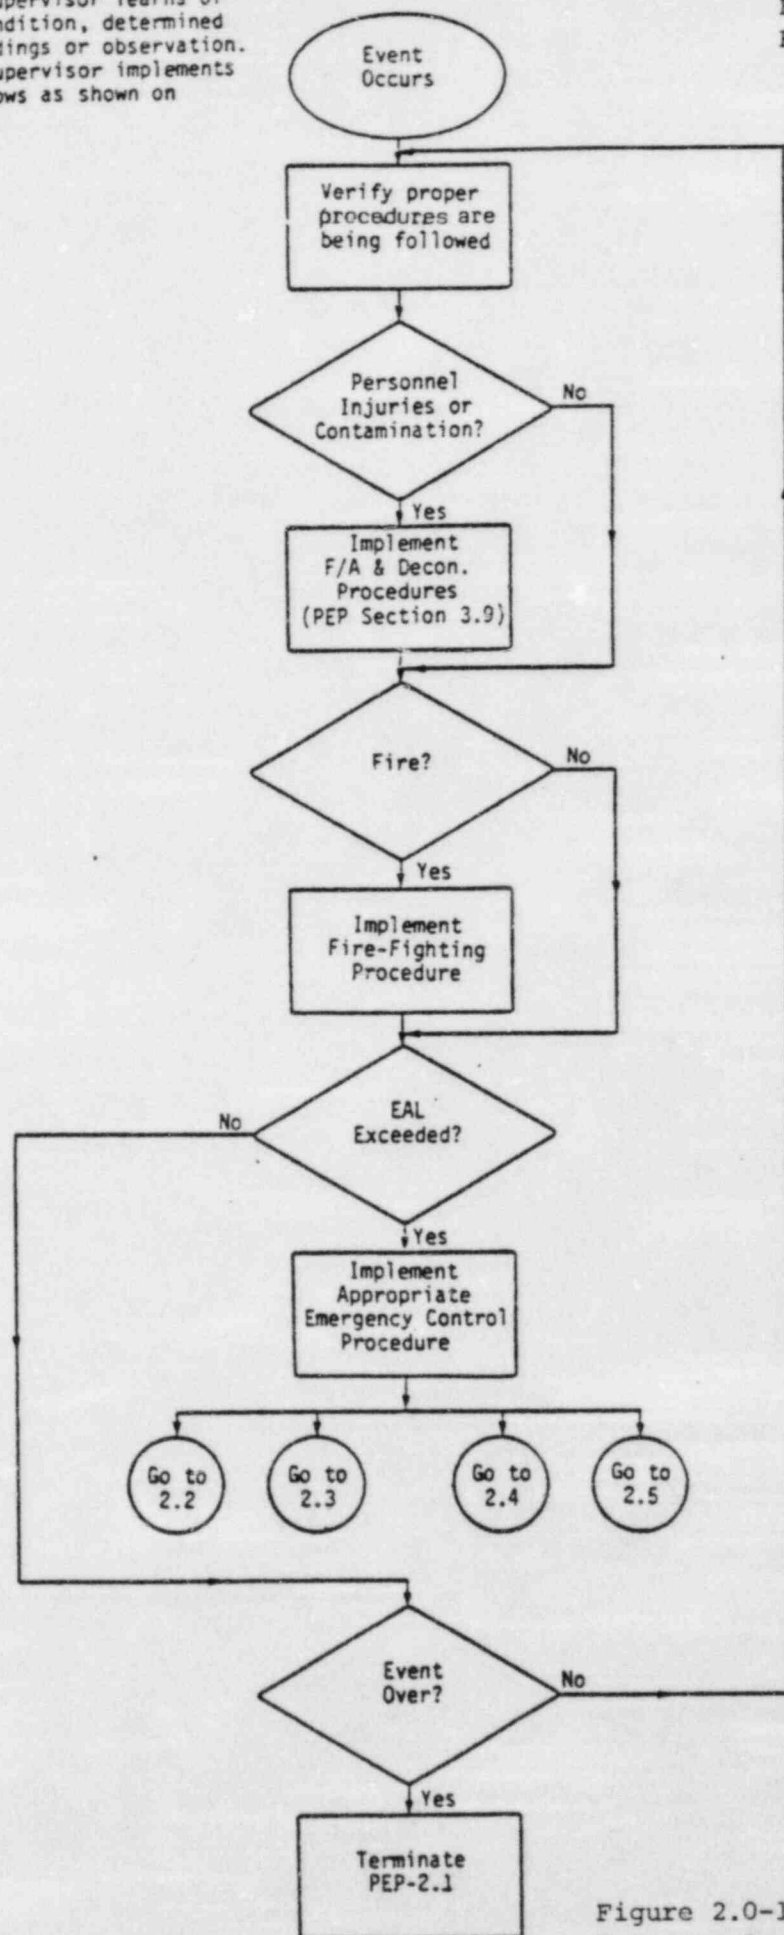 upervisor learns of
ndition, determined
dings or observation.
upervisor implements
ows as shown on
Event
Occurs
Verify proper
procedures are
being followed
Personnel
Injuries or
Contamination?
No
Yes
Implement
F/A & Decon.
Procedures
(PEP Section 3.9)
Fire?
No
Yes
Implement
Fire-Fighting
Procedure
EAL
Exceeded?
No
Yes
Implement
Appropriate
Emergency Control
Procedure
Go to
2.2
Go to
2.3
Go to
2.4
Go to
2.5
Event
Over?
No
Yes
Terminate
PEP-2.1
Figure 2.0-1